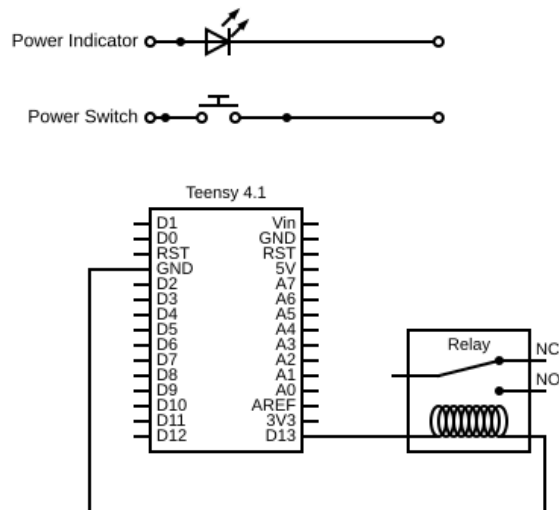 Power Indicator
Power Switch
Teensy 4.1
D1 Vin
D0 GND
RST RST
GND 5V
D2 A7
D3 A6
D4 A5
D5 A4
D6 A3
D7 A2
D8 A1
D9 A0
D10 AREF
D11 3V3
D12 D13
Relay
NC
NO